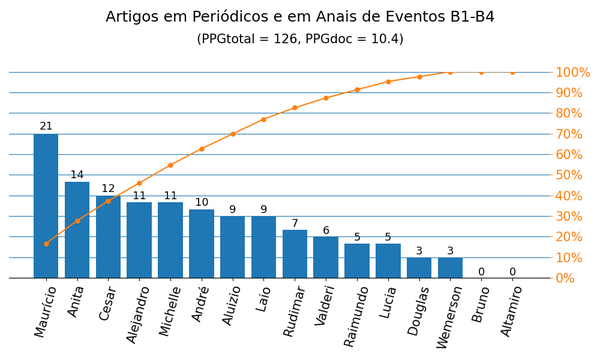 Artigos em Periódicos e em Anais de Eventos B1-B4
(PPGtotal = 126, PPGdoc = 10.4)
100%
90%
80%
70%
60%
50%
40%
30%
20%
10%
0%
21
14
12
11
11
10
9
9
7
6
5
5
3
3
0
0
Maurício
Anita
Cesar
Alejandro
Michelle
André
Aluizio
Laio
Rudimar
Valderi
Raimundo
Lucia
Douglas
Wemerson
Bruno
Altamiro